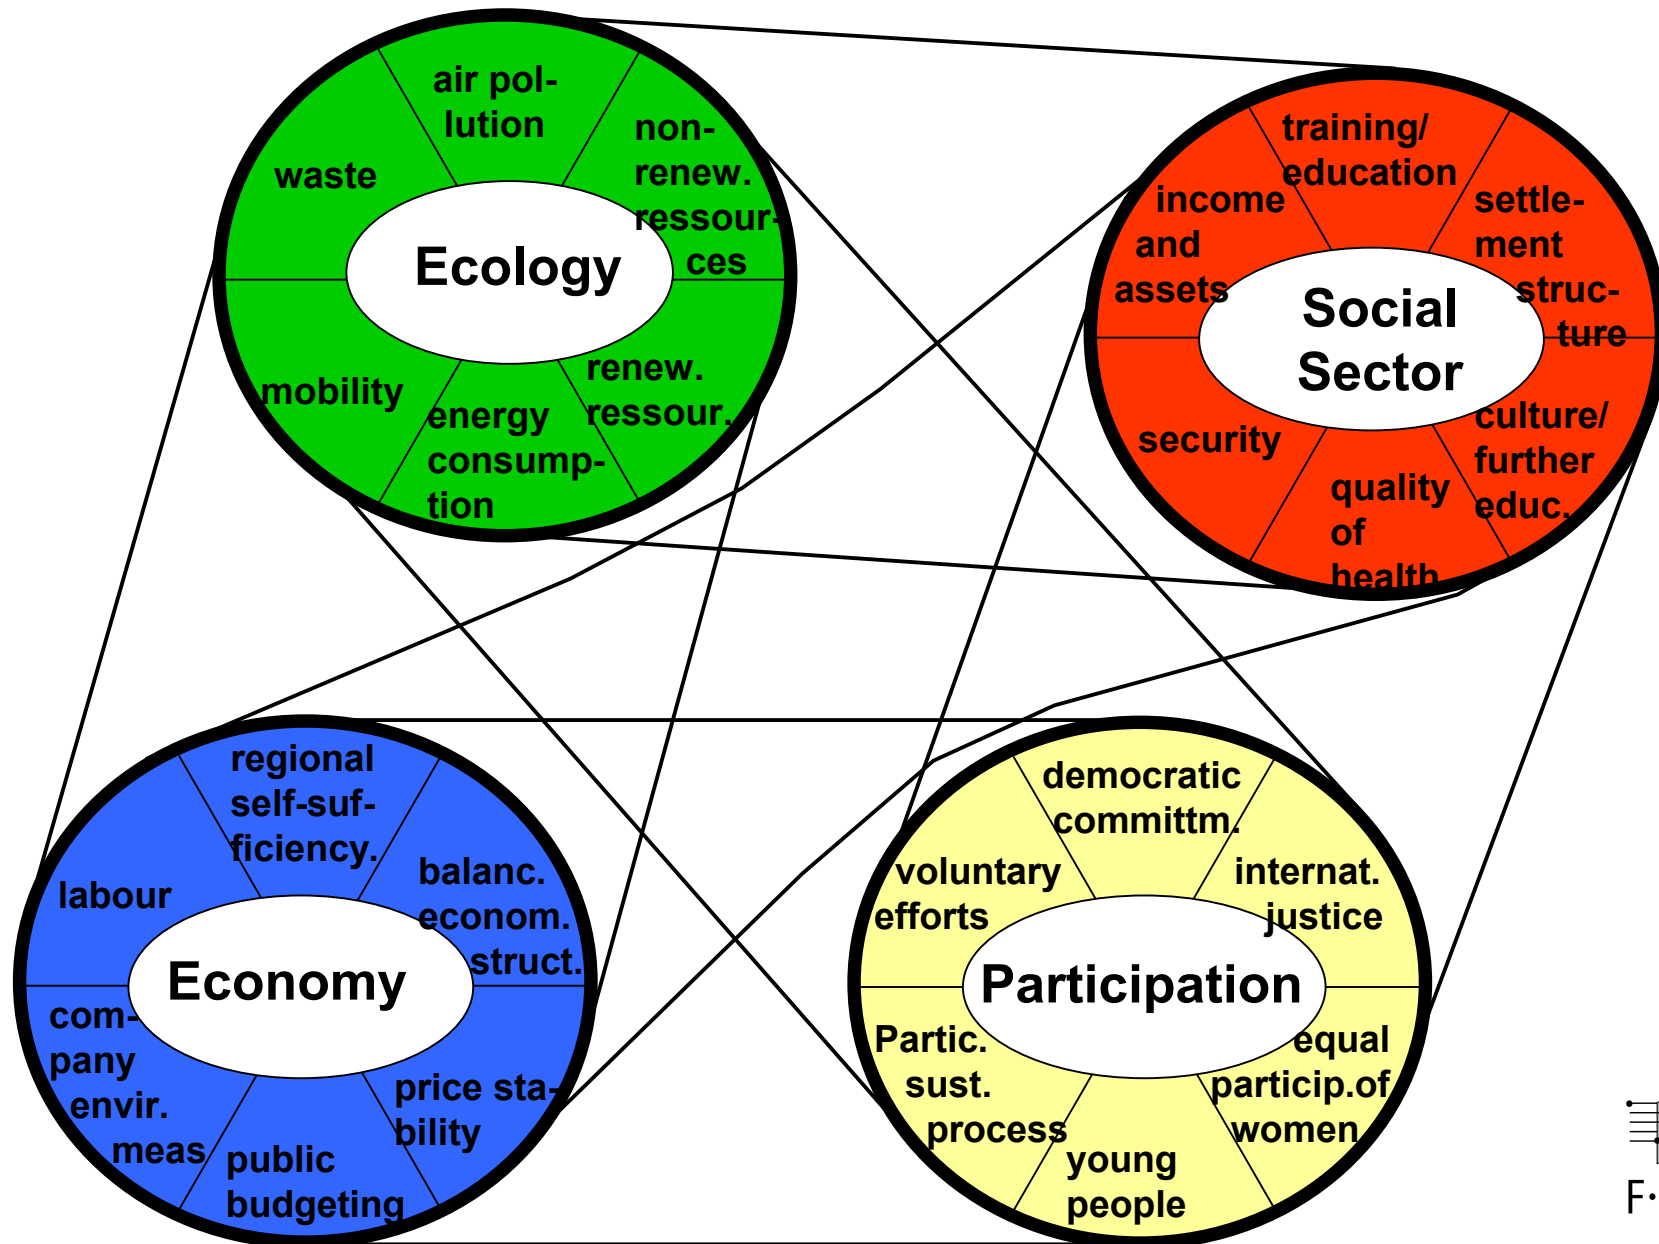 air pol-
lution
non-
renew.
ressour-
ces
waste
Ecology
mobility
energy
consump-
tion
renew.
ressour.
training/
education
income
and
assets
settle-
ment
struc-
ture
Social
Sector
security
quality
of
health
culture/
further
educ.
regional
self-suf-
ficiency.
labour
balanc.
econom.
struct.
Economy
com-
pany
envir.
meas
public
budgeting
price sta-
bility
democratic
committm.
voluntary
efforts
internat.
justice
Participation
Partic.
sust.
process
young
people
equal
particip.of
women
F·